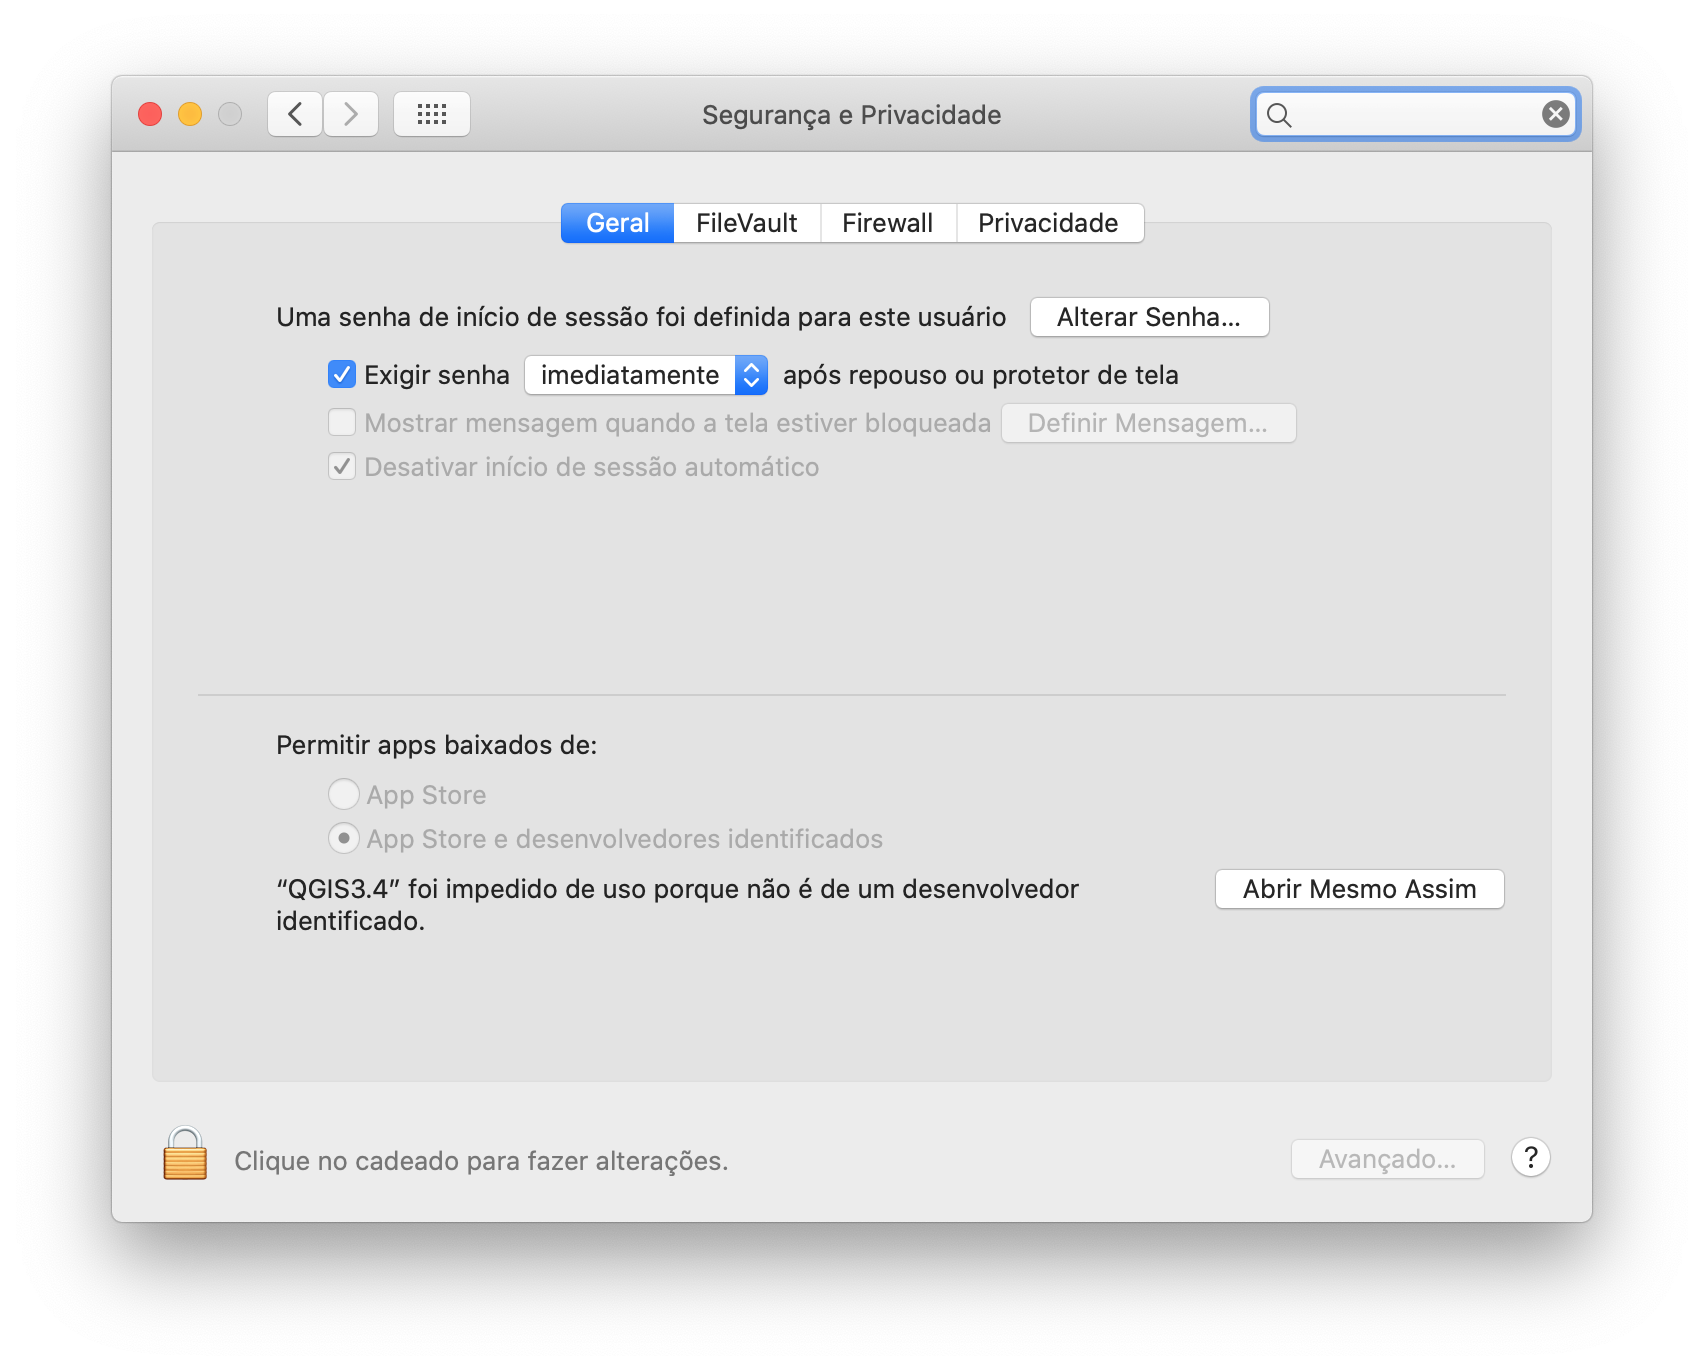 Segurança e Privacidade
Geral FileVault Firewall Privacidade
Uma senha de início de sessão foi definida para este usuário Alterar Senha...
Exigir senha imediatamente após repouso ou protetor de tela
Mostrar mensagem quando a tela estiver bloqueada Definir Mensagem...
Desativar início de sessão automático
Permitir apps baixados de:
App Store
App Store e desenvolvedores identificados
“QGIS3.4” foi impedido de uso porque não é de um desenvolvedor Abrir Mesmo Assim
identificado.
Clique no cadeado para fazer alterações. Avançado... ?